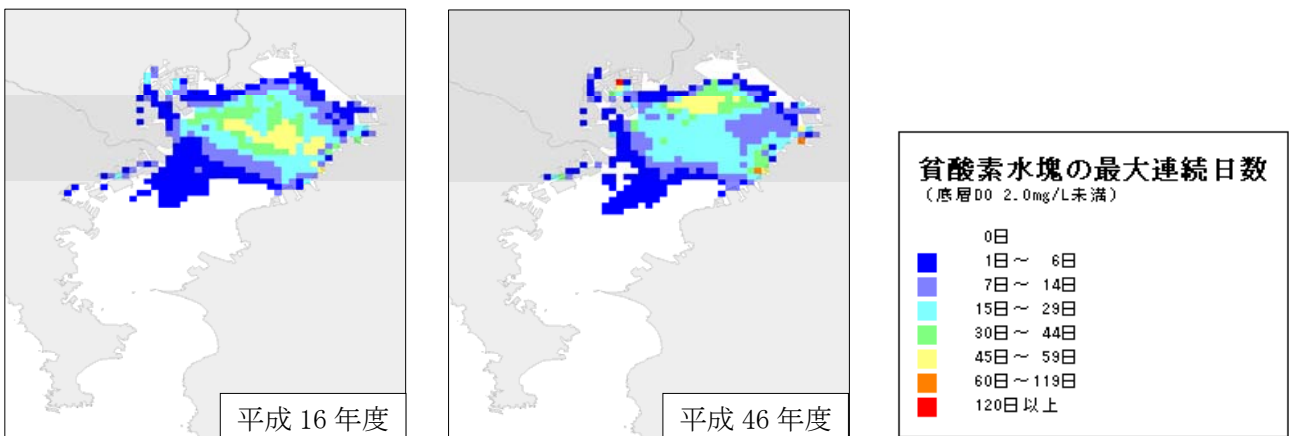 平成 16 年度
平成 46 年度
貧酸素水塊の最大連続日数
(底層DO 2.0mg/L未満)
0日
1日～ 6日
7日～ 14日
15日～ 29日
30日～ 44日
45日～ 59日
60日～119日
120日以上